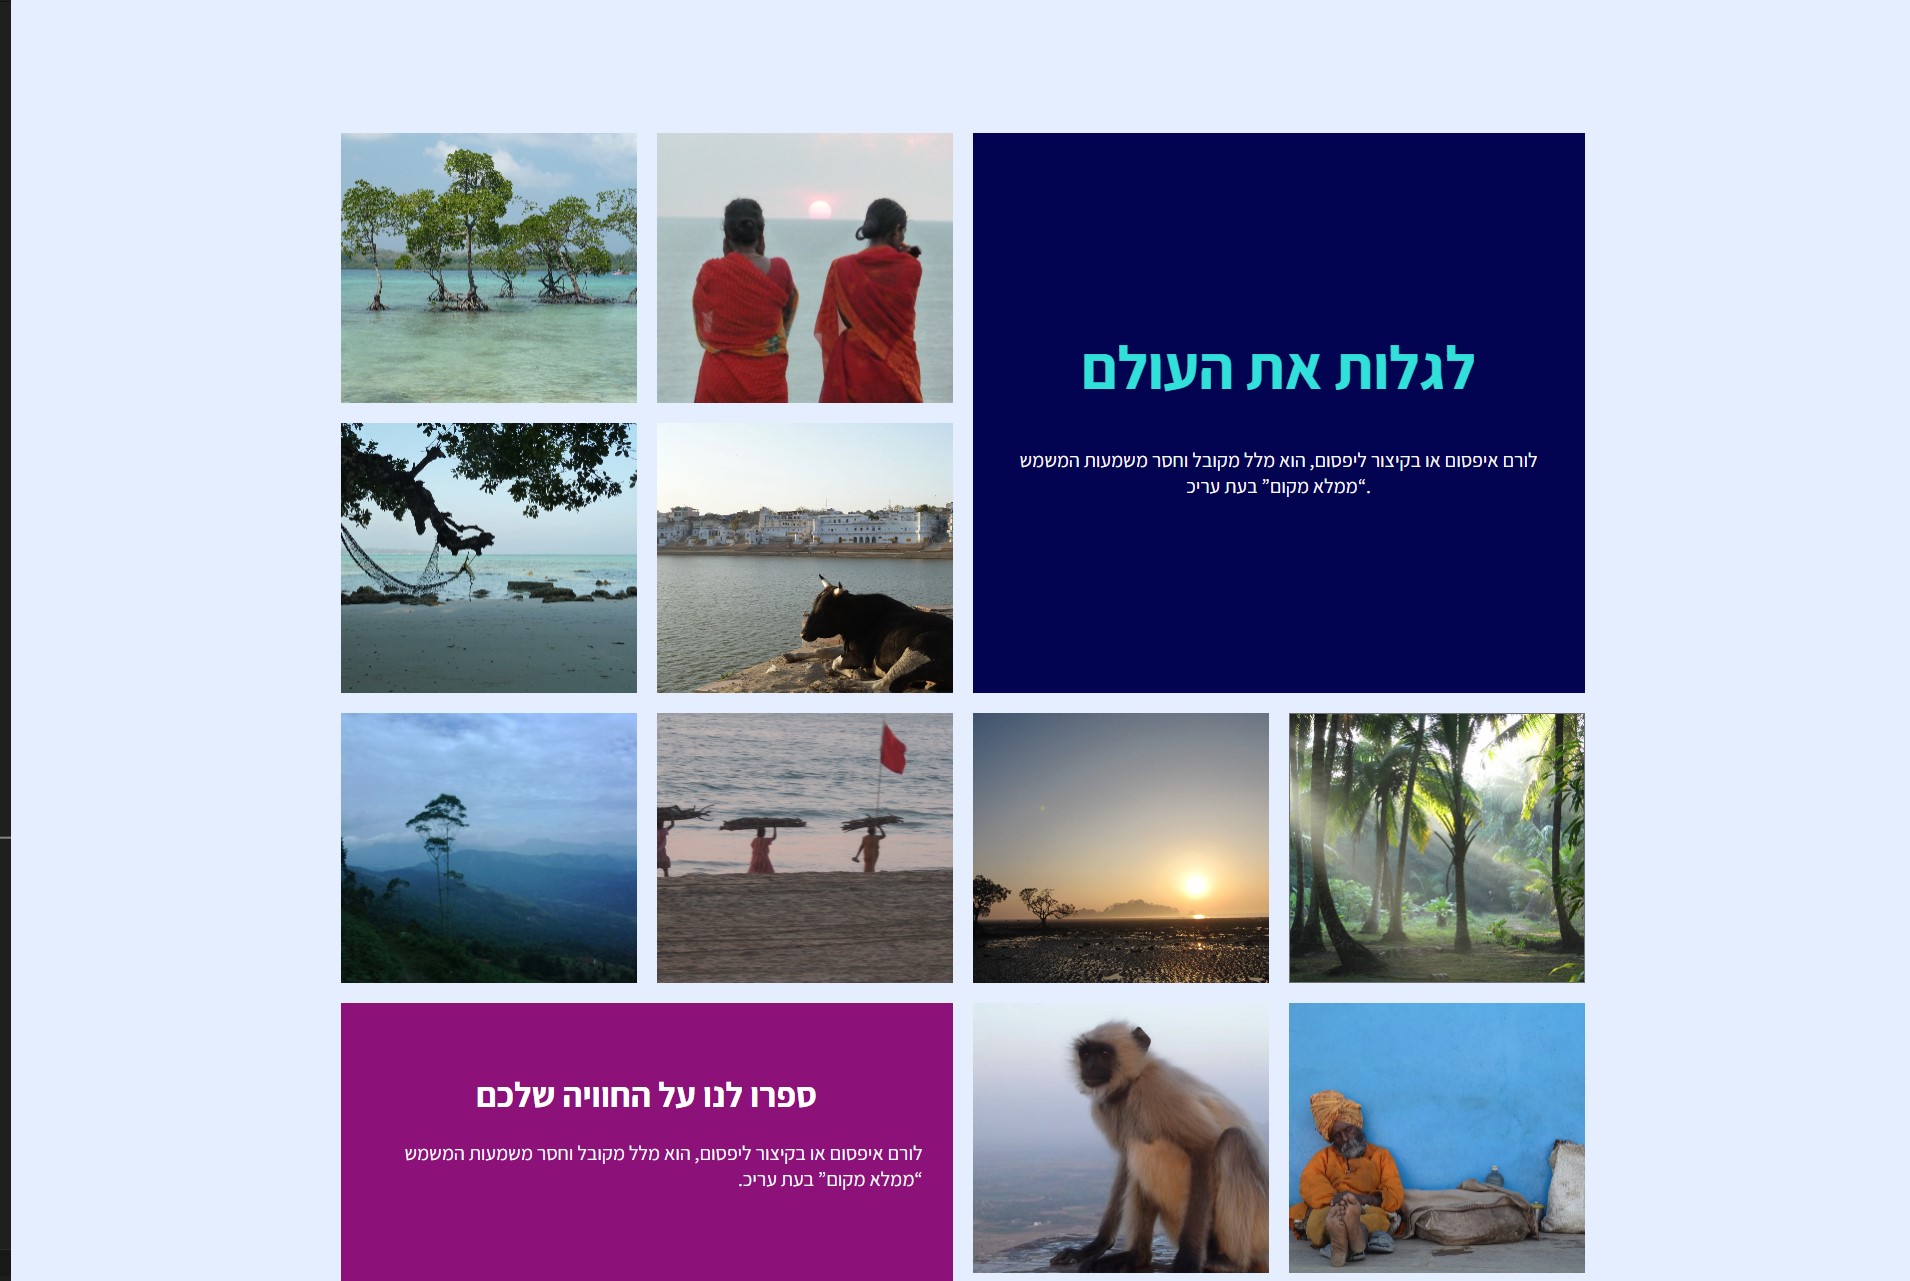 לגלות את העולם
לורם איפסום או בקיצור ליפסום, הוא מלל מקובל וחסר משמעות המשמש
“ממלא מקום” בעת עריכ.
ספרו לנו על החוויה שלכם
לורם איפסום או בקיצור ליפסום, הוא מלל מקובל וחסר משמעות המשמש
“ממלא מקום” בעת עריכ.